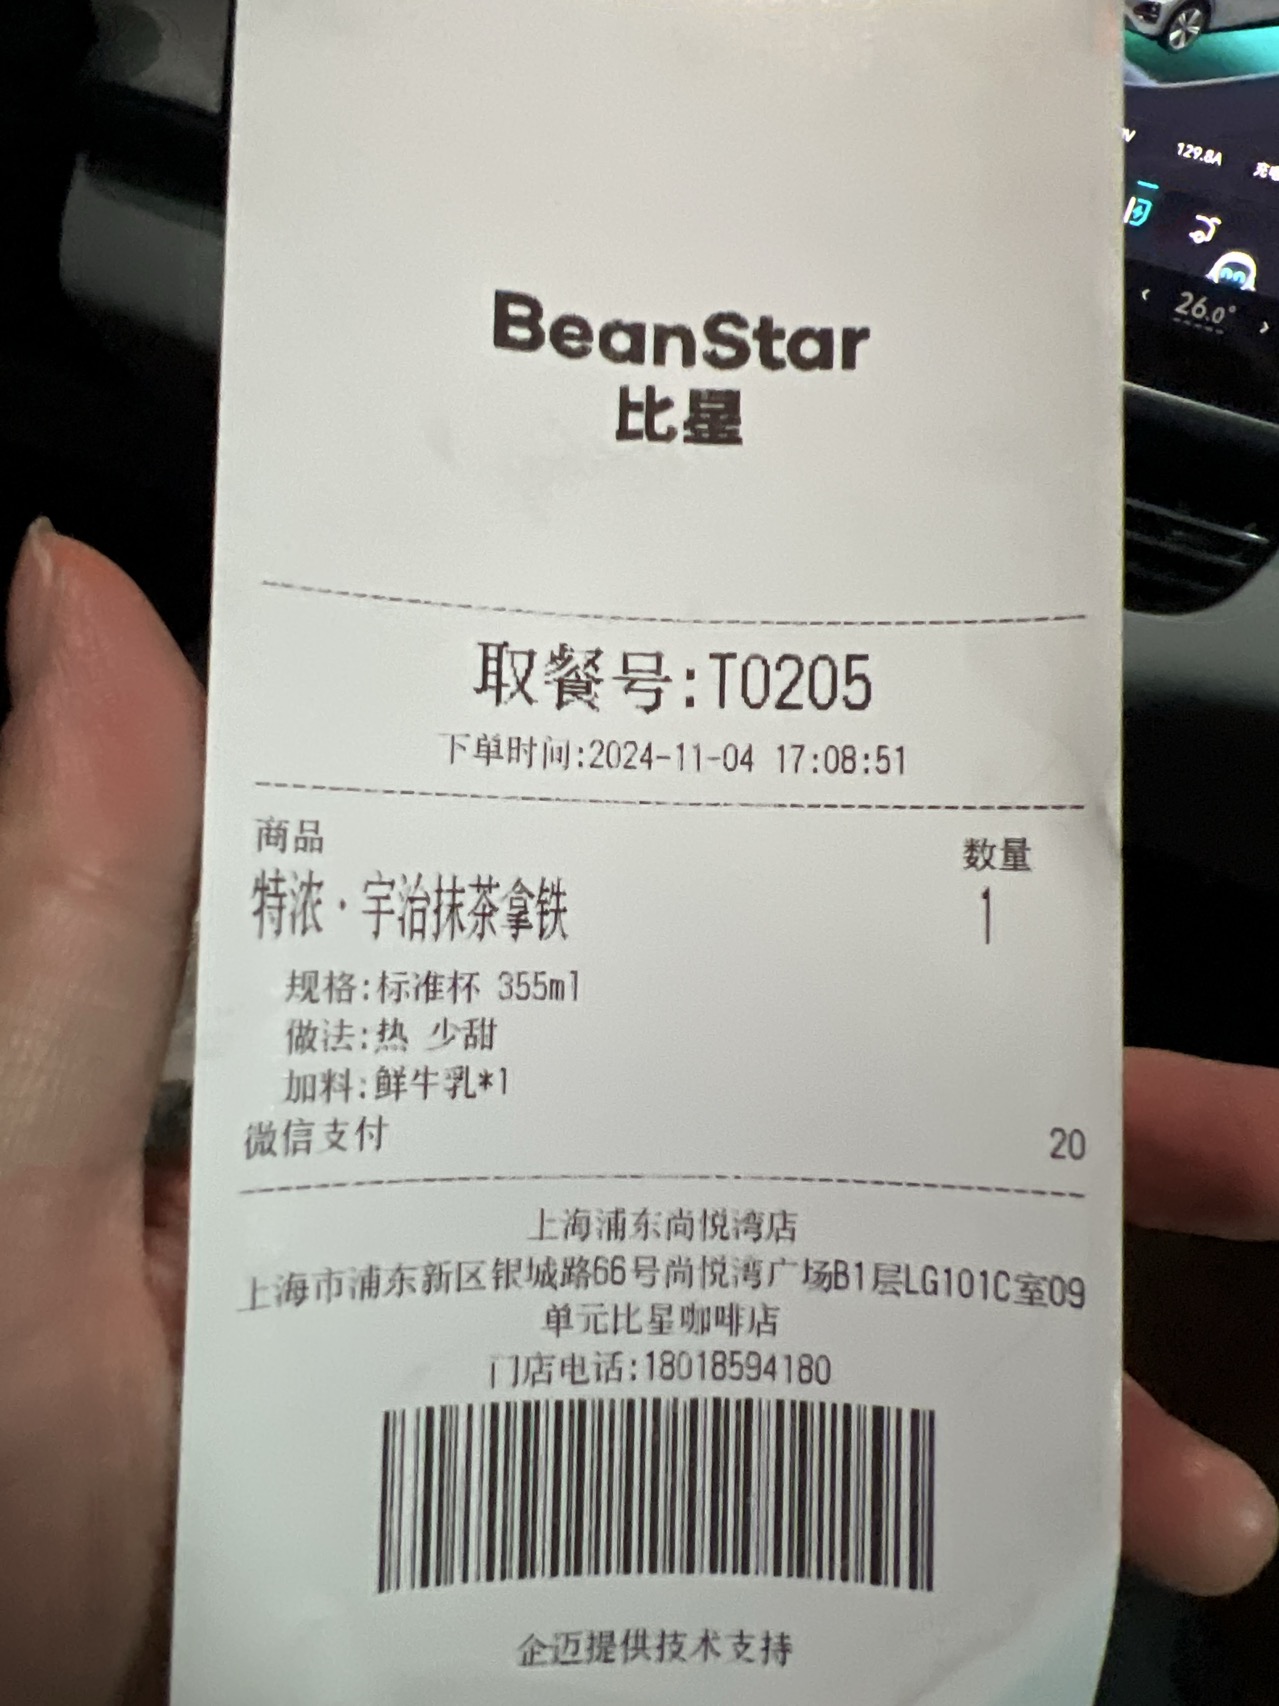 BeanStar
比星
取餐号:T0205
下单时间:2024-11-04 17:08:51
商品 数量
特浓·宇治抹茶拿铁 1
规格:标准杯 355ml
做法:热 少甜
加料:鲜牛乳*1
微信支付 20
上海浦东尚悦湾店
上海市浦东新区银城路66号尚悦湾广场B1层LG101C室09
单元比星咖啡店
门店电话:18018594180
企迈提供技术支持
129.8A
26.0°